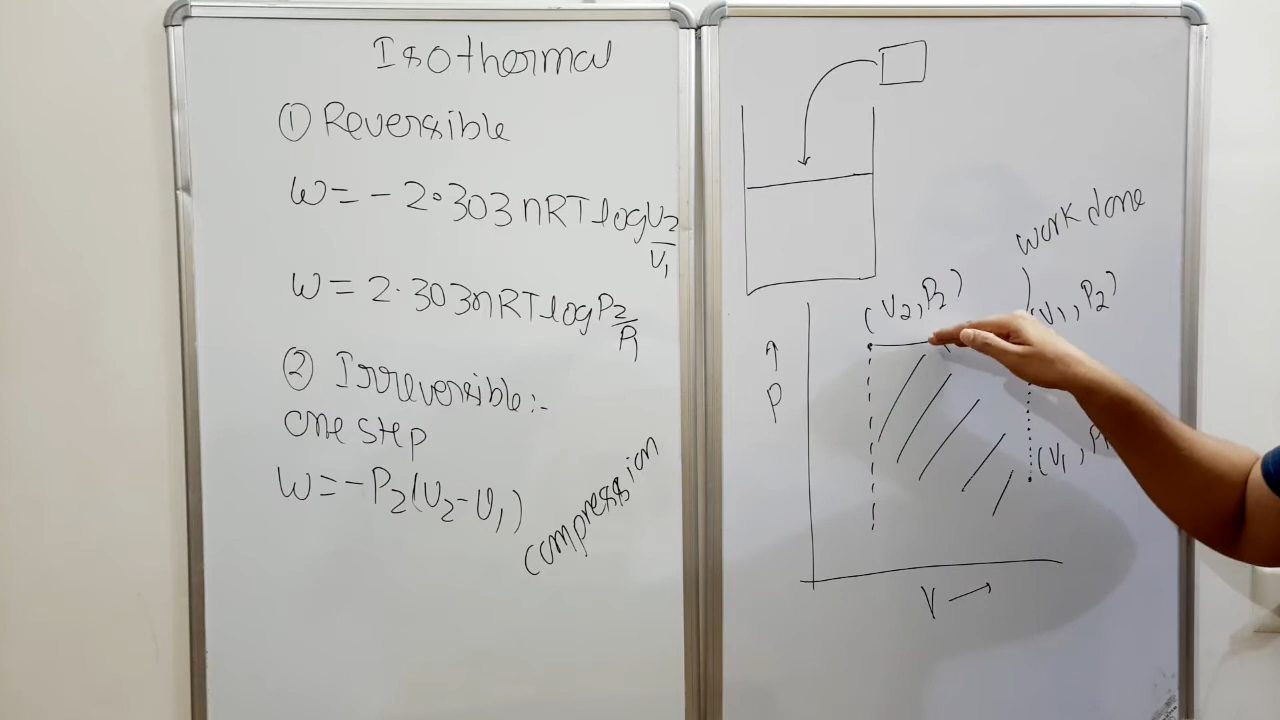 Isothermal
① Reversible
W = - 2.303 nRT log V2/V1
W = 2.303 nRT log P2/P1
② Irreversible :-
one step
W = -P2(V2-V1)
compression
work done
(V2, P2)
(V1, P2)
↑
P
(V1, P1
V →